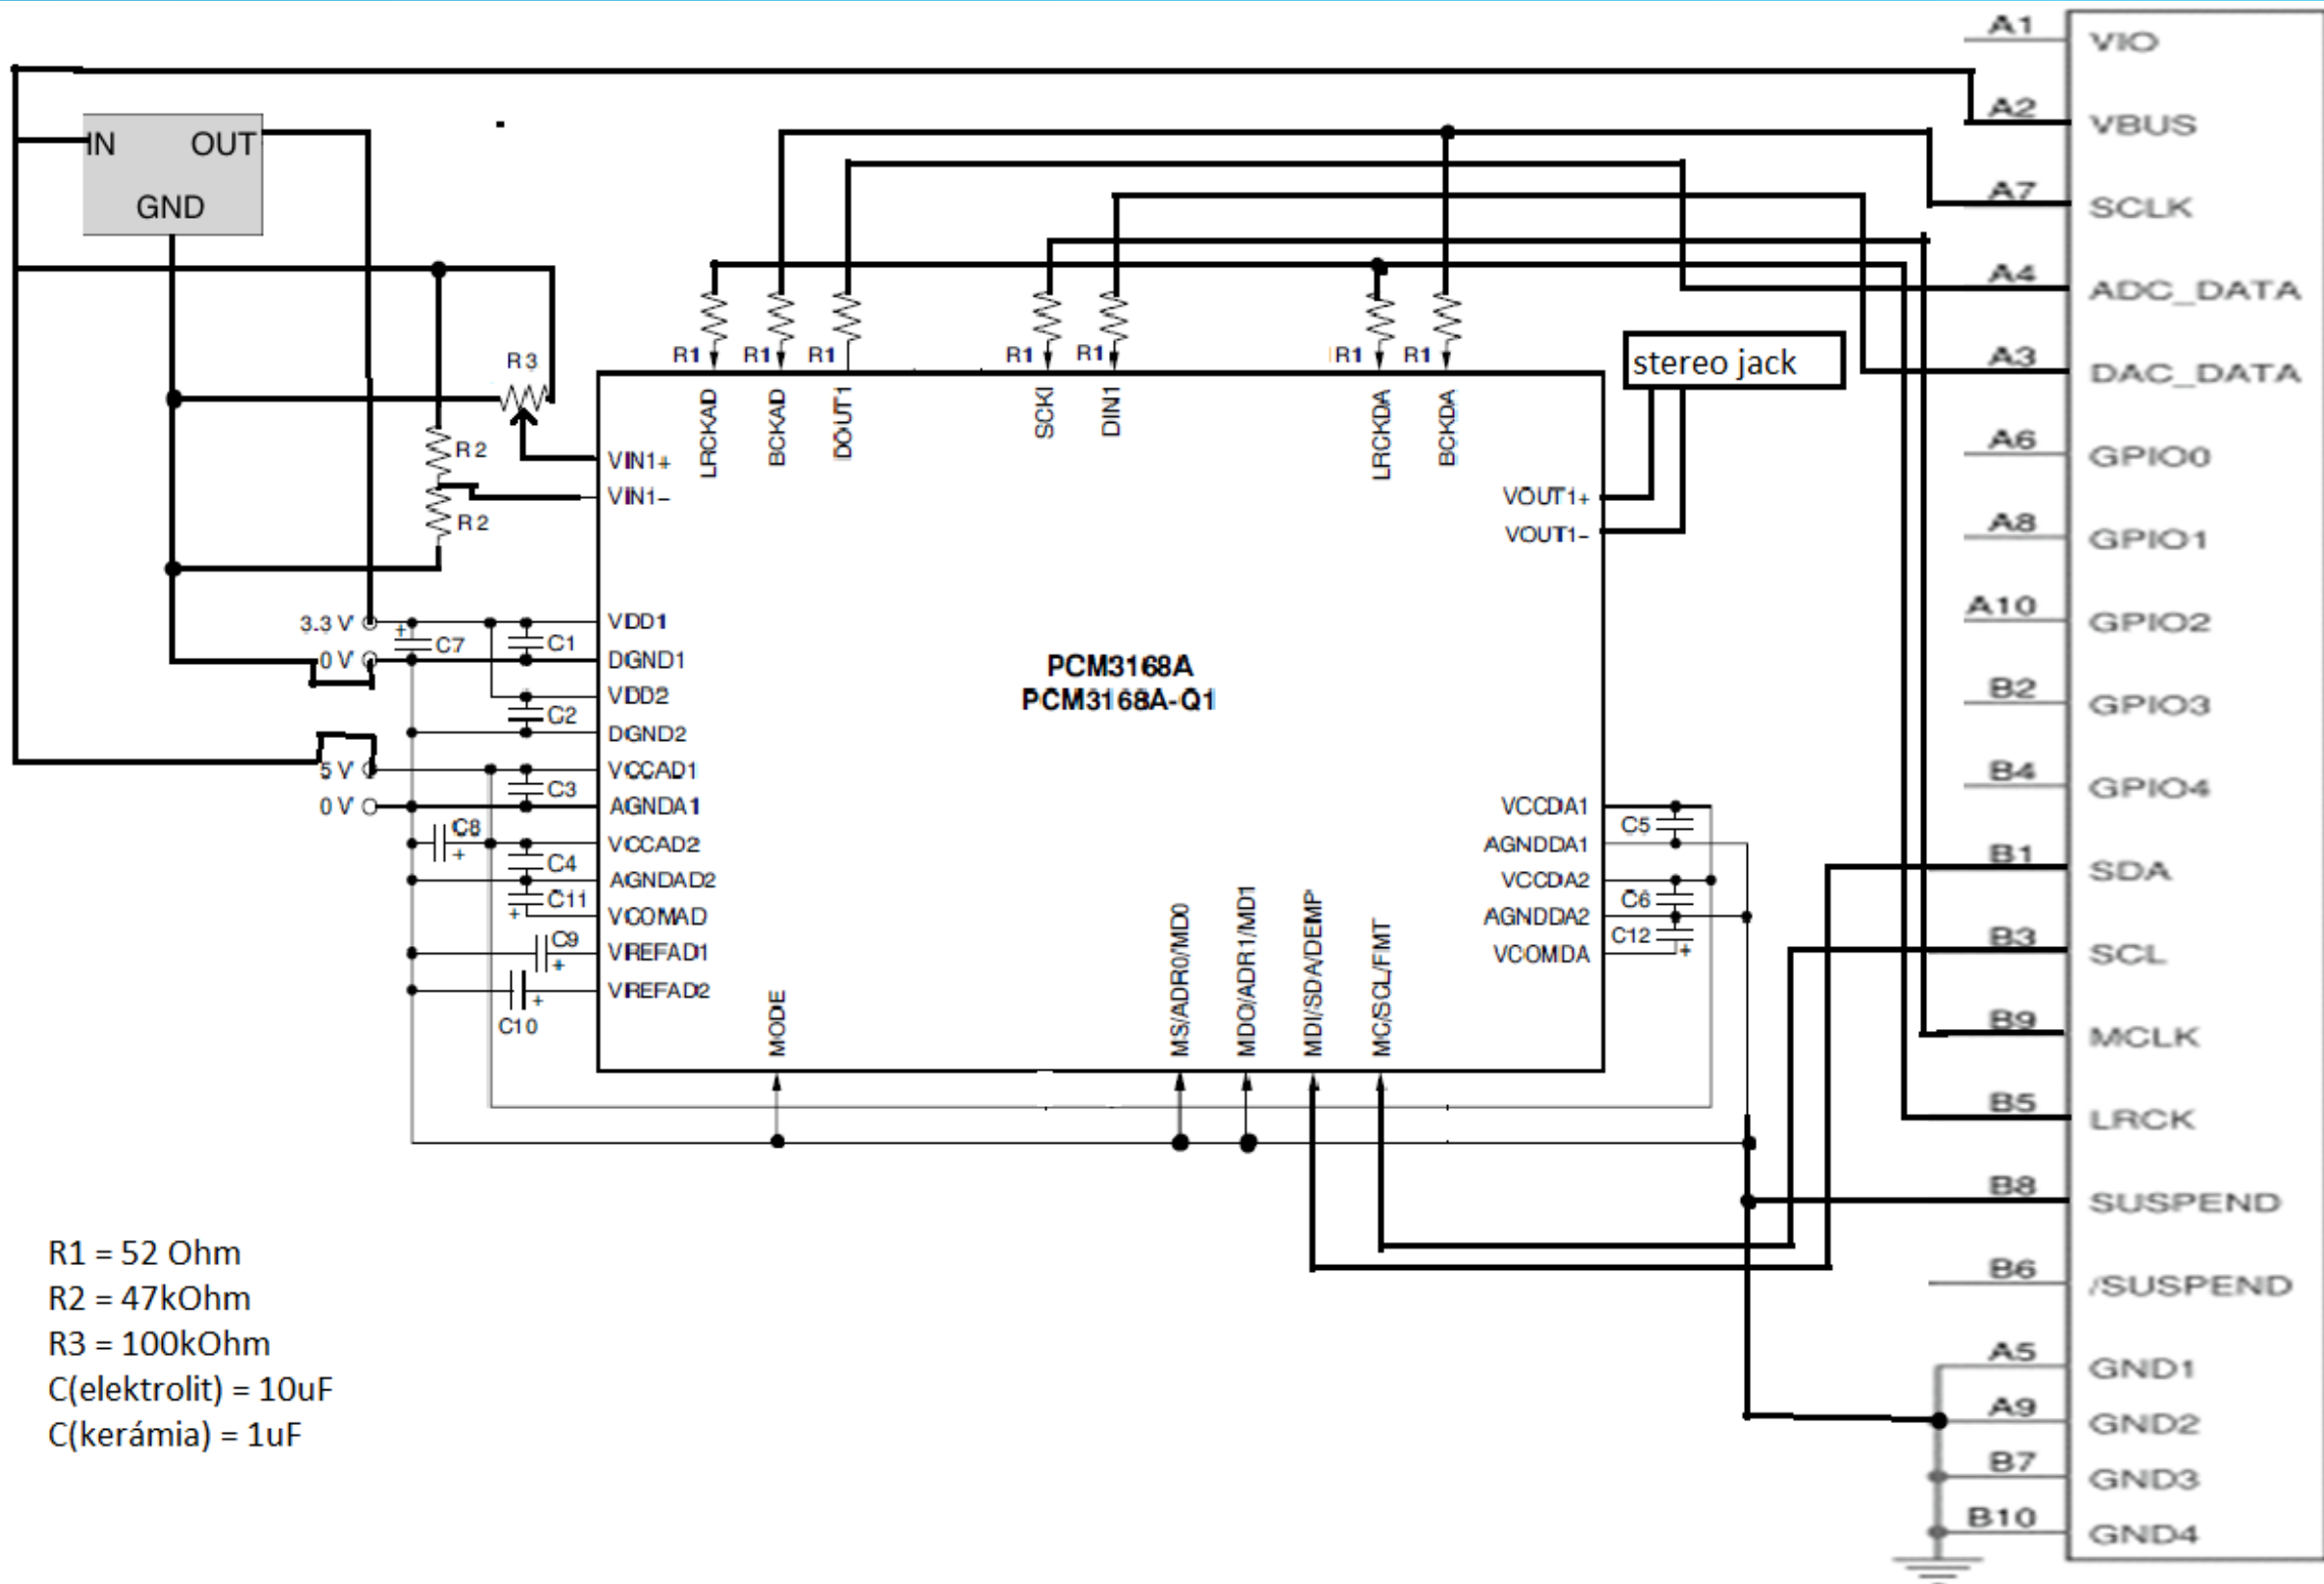 IN OUT
GND
R3
R2
R2
R1
R1
R1
R1
R1
R1
R1
stereo jack
LRCKAD
BCKAD
DOUT1
SCKI
DIN1
LRCKDA
BCKDA
VIN1+
VIN1−
VOUT1+
VOUT1−
3.3 V
0 V
5 V
0 V
+
C7
C1
C2
C3
C8
+
C4
C11
+
C9
+
C10
+
VDD1
DGND1
VDD2
DGND2
VCCAD1
AGNDA1
VCCAD2
AGNDAD2
VCOMAD
VREFAD1
VREFAD2
PCM3168A
PCM3168A-Q1
VCCDA1
AGNDDA1
VCCDA2
AGNDDA2
VCOMDA
C5
C6
C12
+
MODE
MS/ADR0/MD0
MDO/ADR1/MD1
MDI/SDA/DEMP
MC/SCL/FMT
A1 VIO
A2 VBUS
A7 SCLK
A4 ADC_DATA
A3 DAC_DATA
A6 GPIO0
A8 GPIO1
A10 GPIO2
B2 GPIO3
B4 GPIO4
B1 SDA
B3 SCL
B9 MCLK
B5 LRCK
B8 SUSPEND
B6 /SUSPEND
A5 GND1
A9 GND2
B7 GND3
B10 GND4
R1 = 52 Ohm
R2 = 47kOhm
R3 = 100kOhm
C(elektrolit) = 10uF
C(kerámia) = 1uF